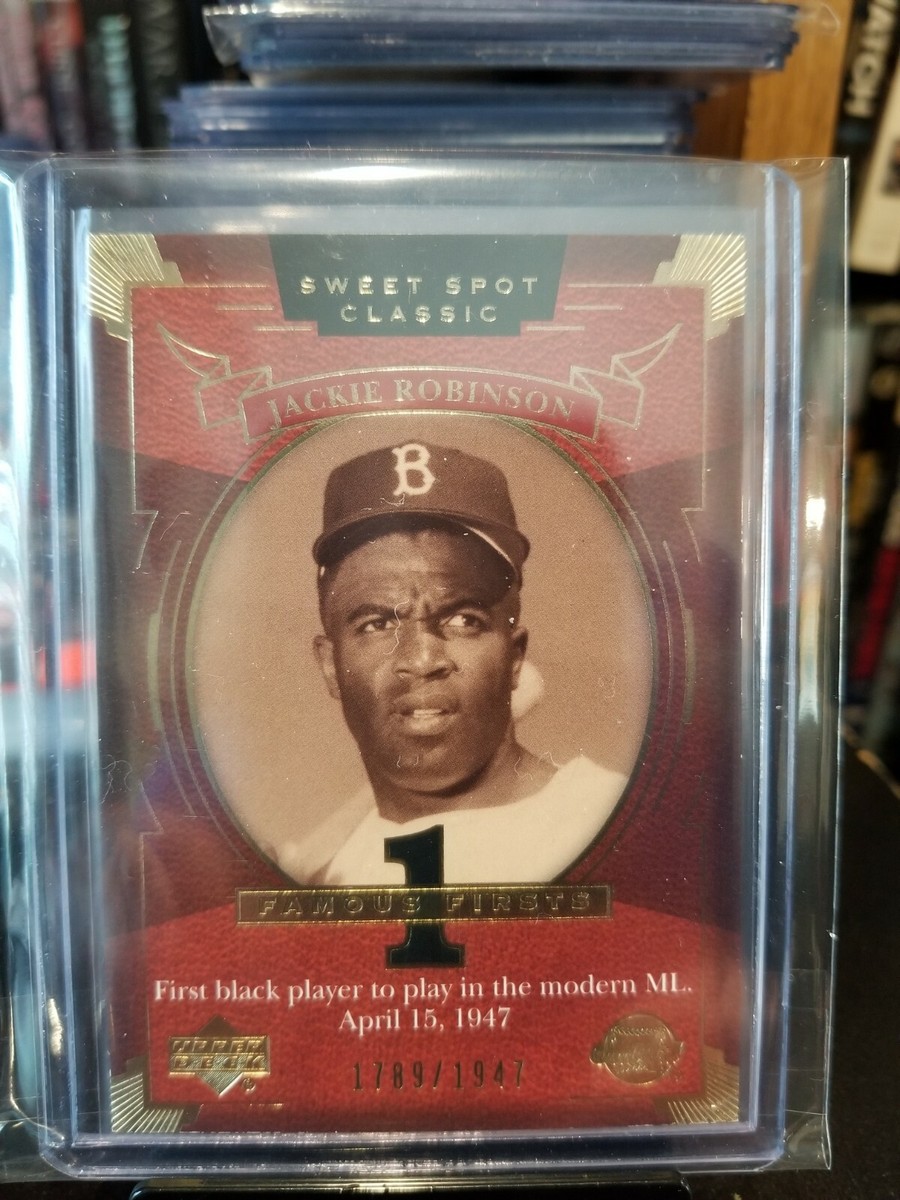 WATCH
SWEET SPOT
CLASSIC
JACKIE ROBINSON
B
1
FAMOUS FIRSTS
First black player to play in the modern ML.
April 15, 1947
UPPER
DECK
1789/1947